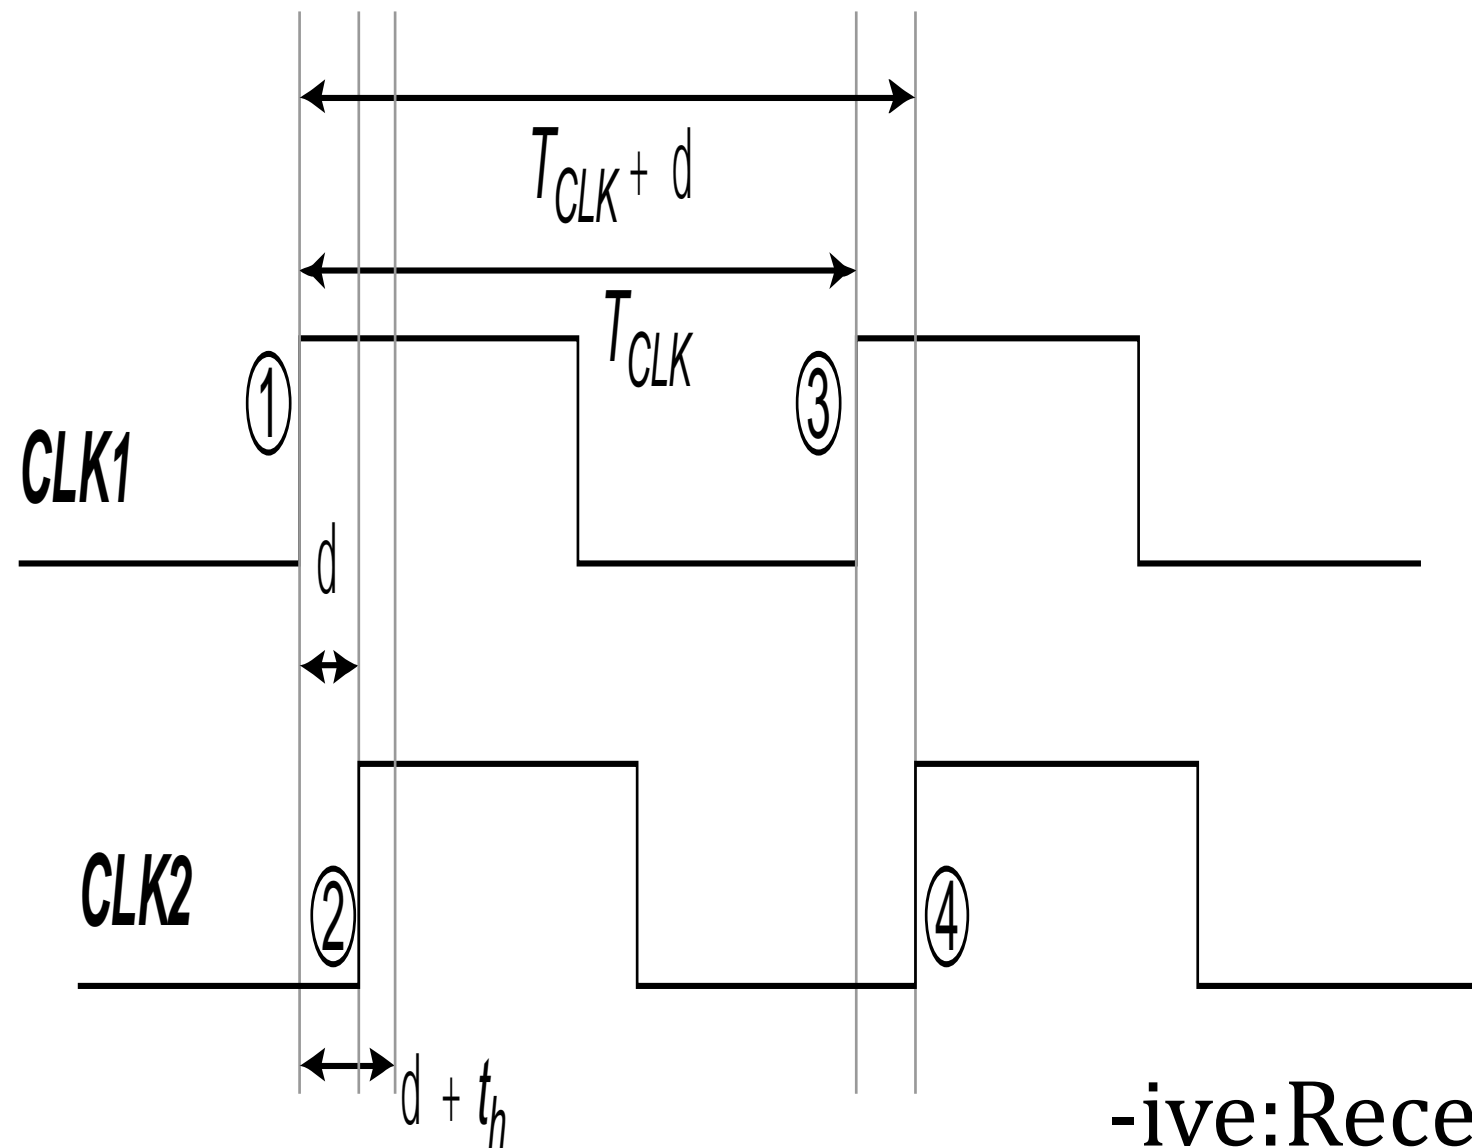 T_CLK + d
T_CLK
① ③
CLK1
d
CLK2
② ④
d + t_h
-ive:Rece